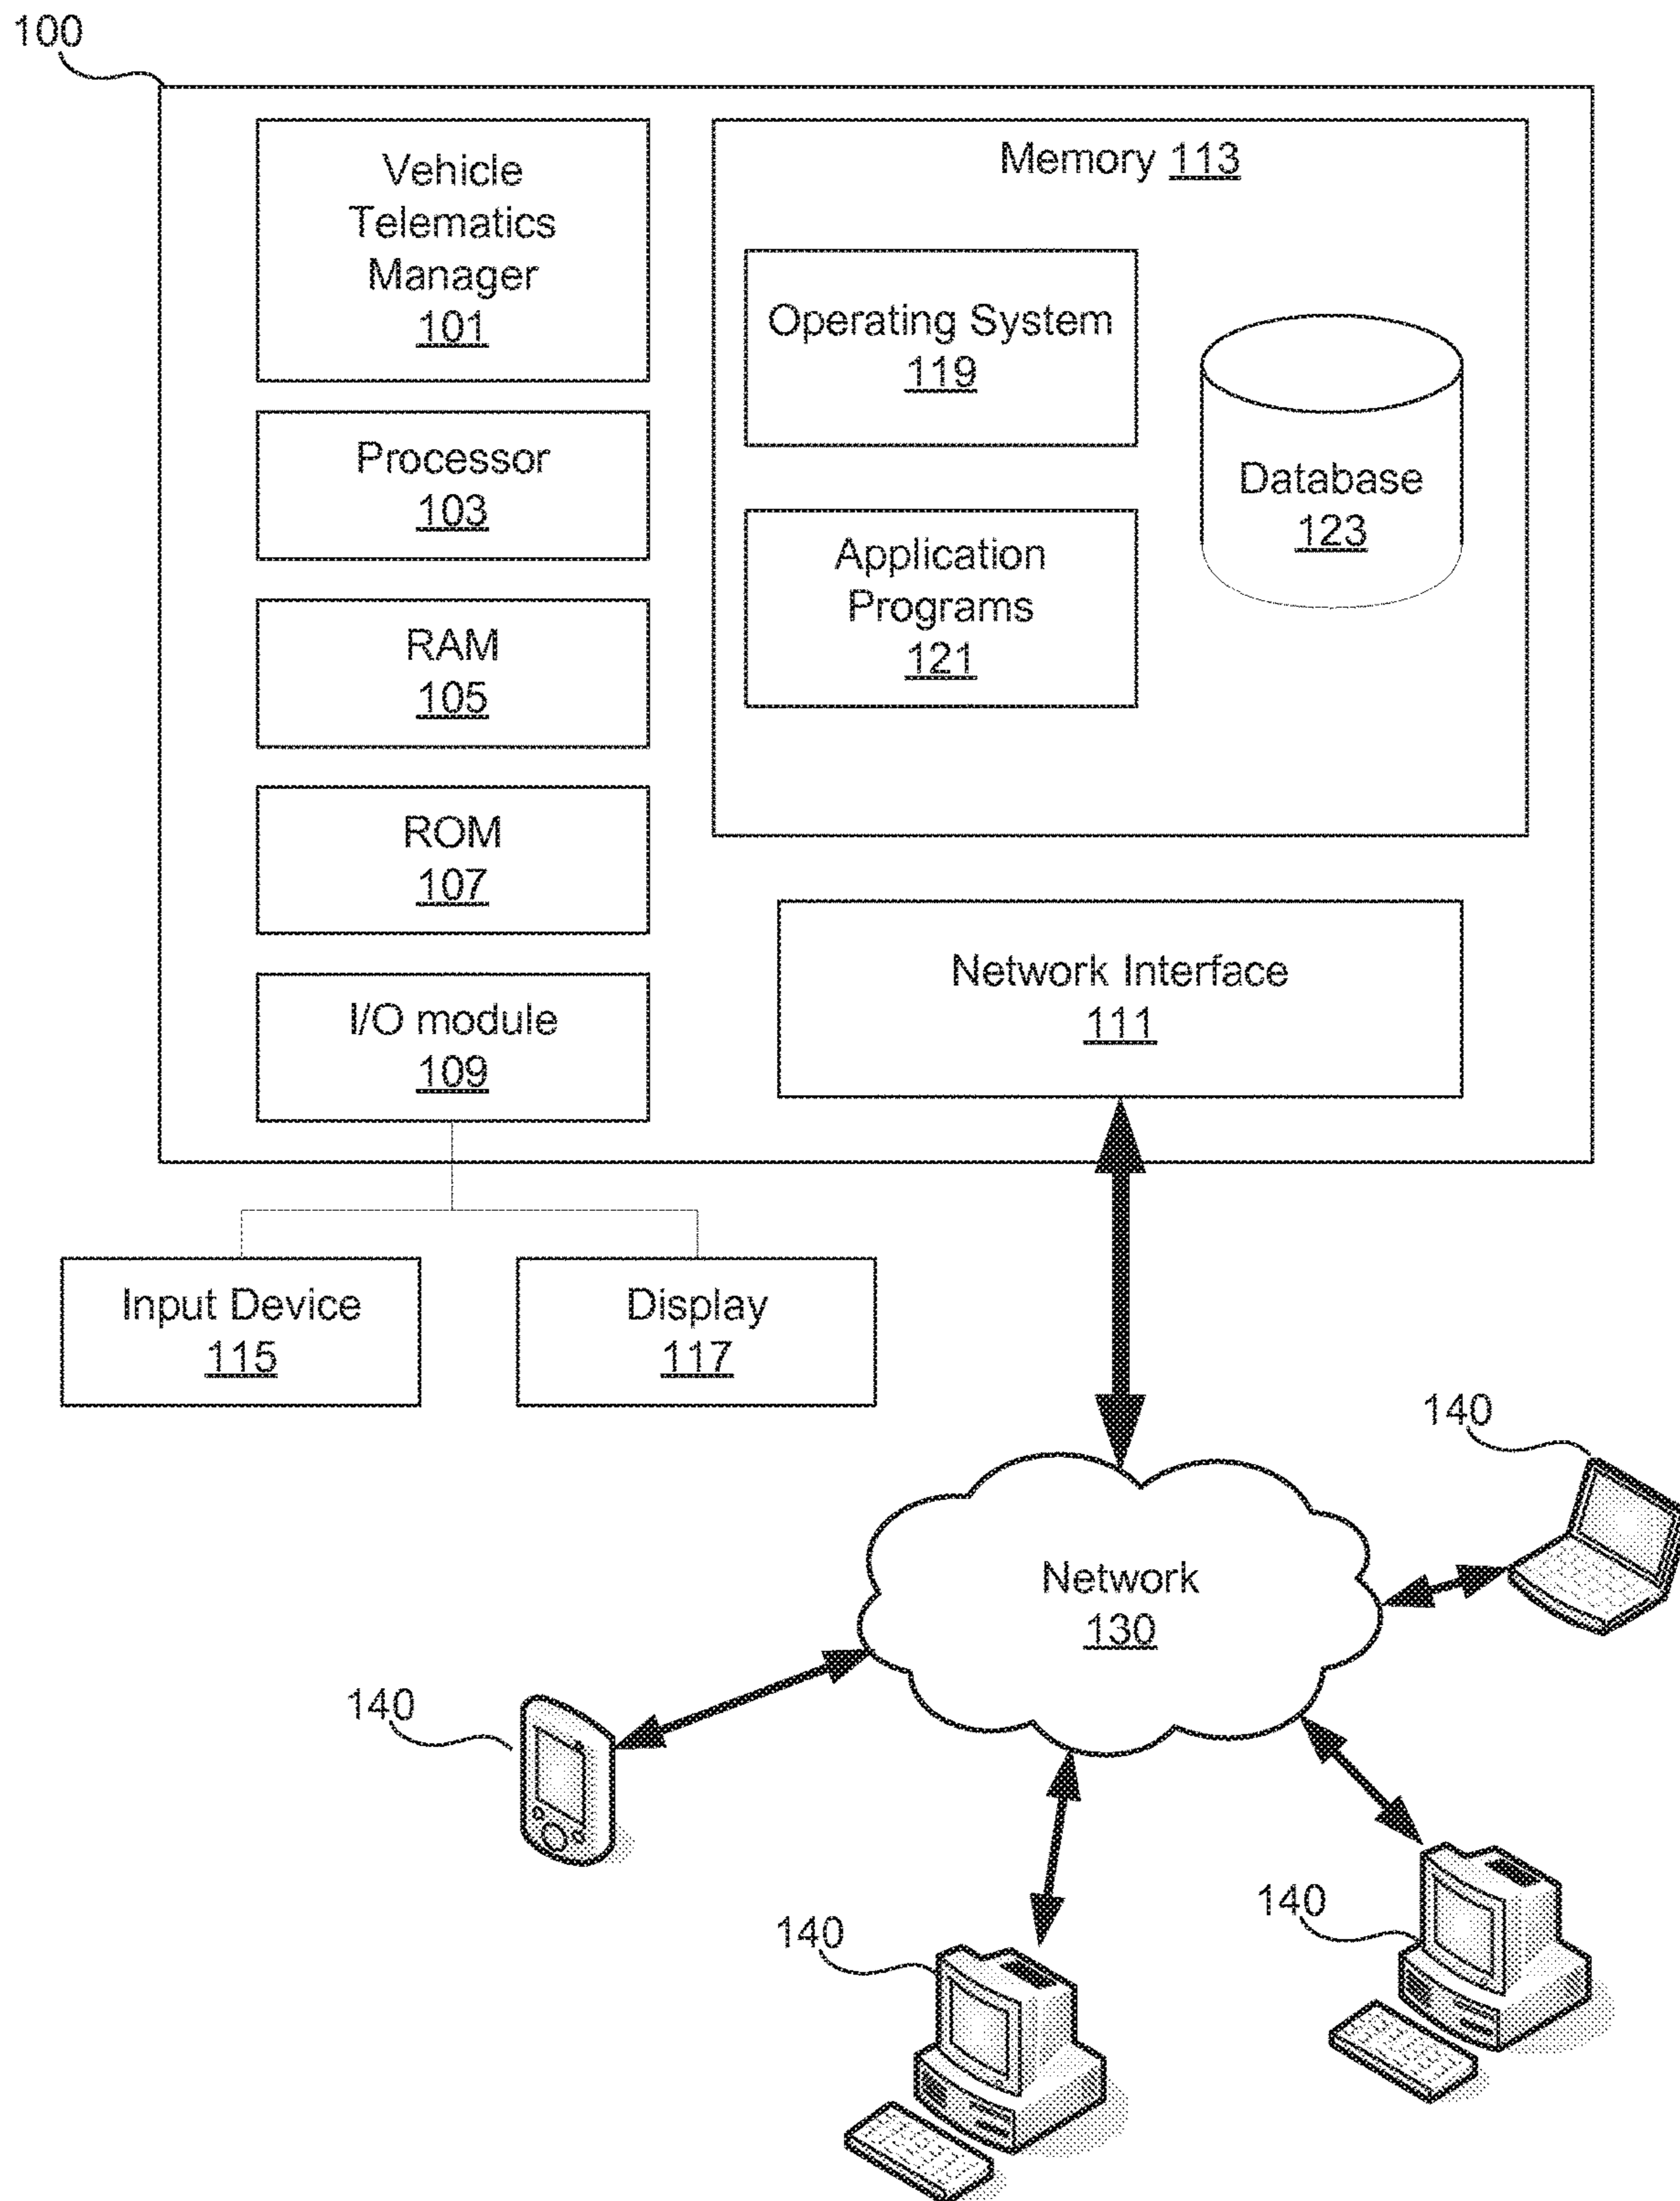 100
Vehicle
Telematics
Manager
101
Processor
103
RAM
105
ROM
107
I/O module
109
Memory 113
Operating System
119
Application
Programs
121
Database
123
Network Interface
111
Input Device
115
Display
117
Network
130
140
140
140
140